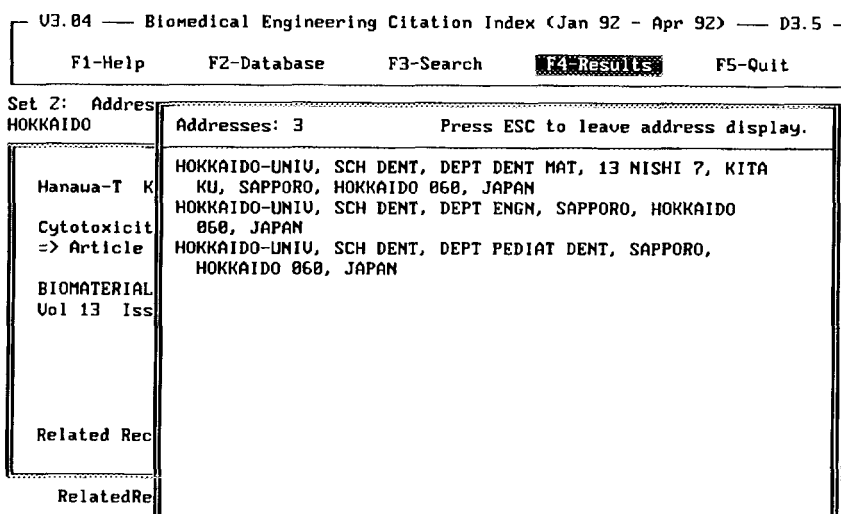 V3.04 — Biomedical Engineering Citation Index (Jan 92 - Apr 92) — D3.5 -
F1-Help F2-Database F3-Search F4-Results F5-Quit
Set 2: Addres
HOKKAIDO
Addresses: 3 Press ESC to leave address display.
HOKKAIDO-UNIV, SCH DENT, DEPT DENT MAT, 13 NISHI 7, KITA
KU, SAPPORO, HOKKAIDO 060, JAPAN
HOKKAIDO-UNIV, SCH DENT, DEPT ENGN, SAPPORO, HOKKAIDO
060, JAPAN
HOKKAIDO-UNIV, SCH DENT, DEPT PEDIAT DENT, SAPPORO,
HOKKAIDO 060, JAPAN
Hanawa-T K
Cytotoxicit
=> Article
BIOMATERIAL
Vol 13 Iss
Related Rec
RelatedRe